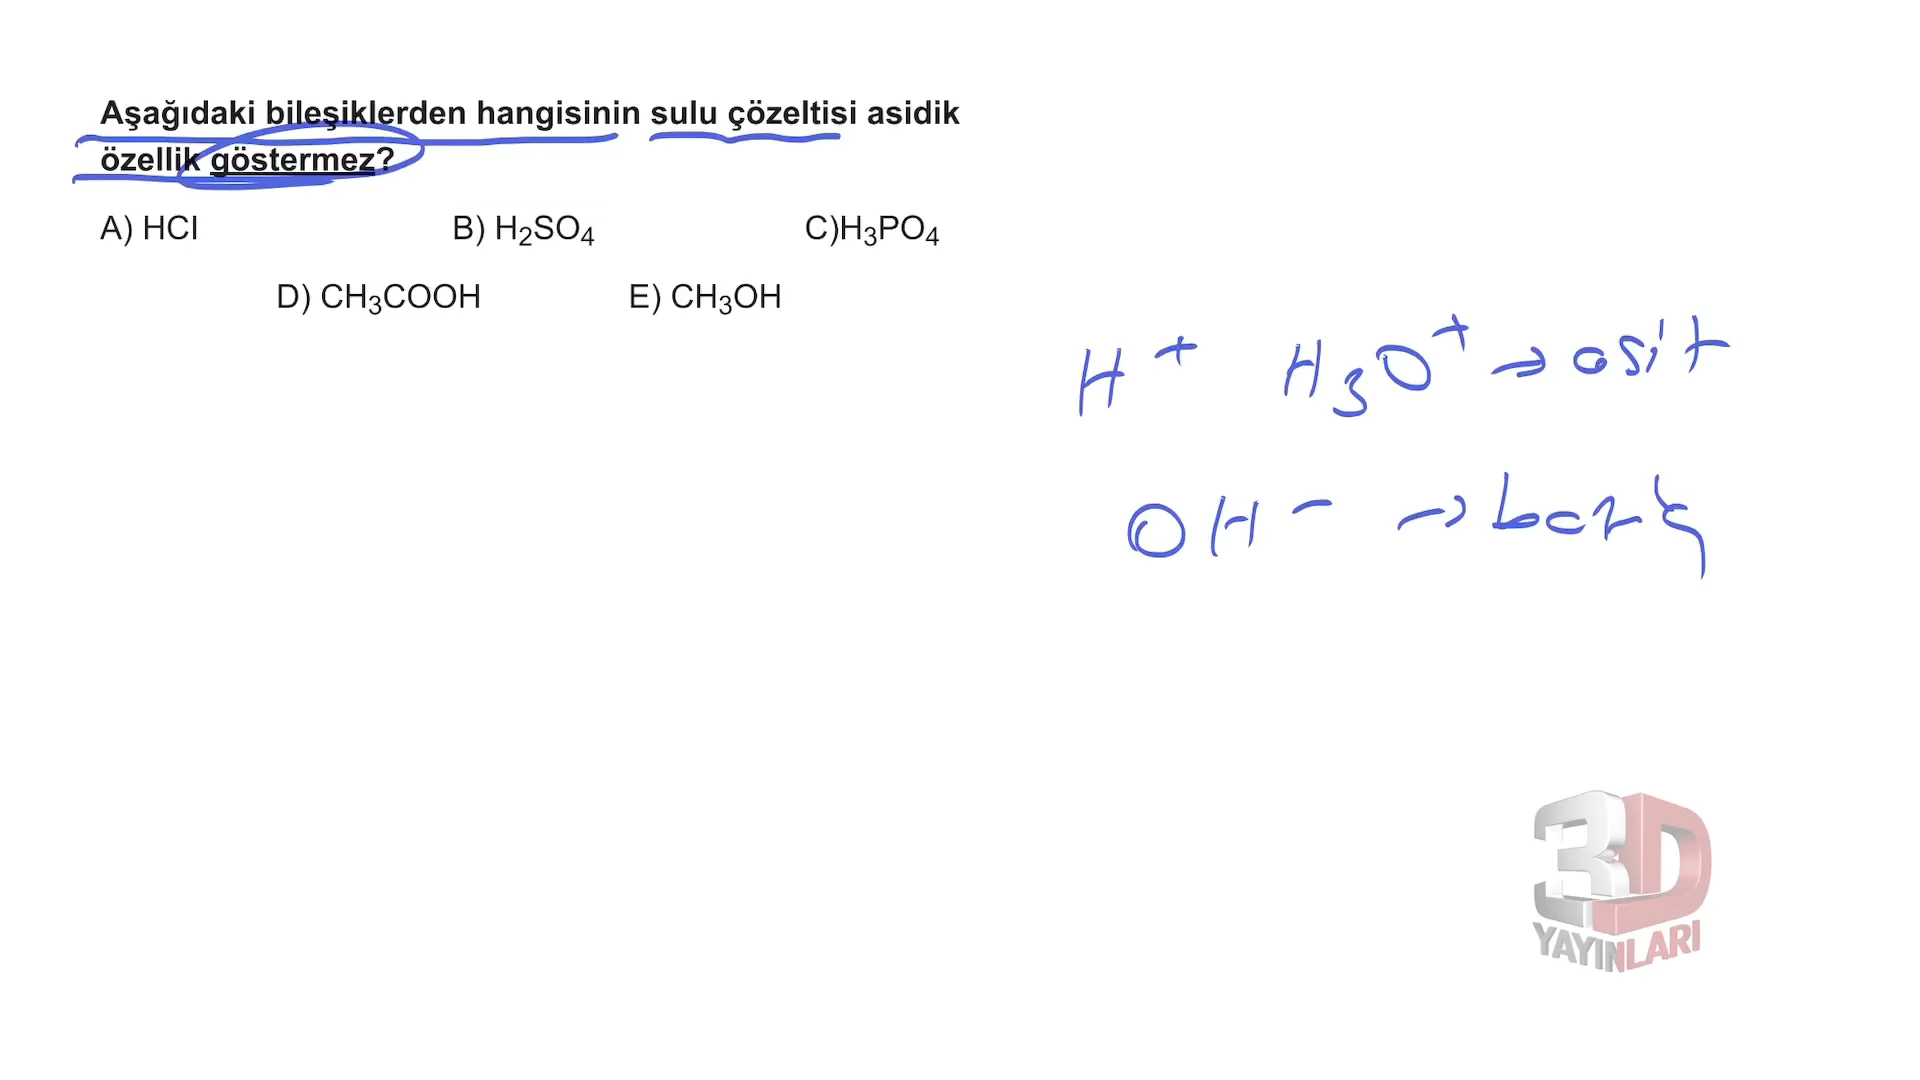 Aşağıdaki bileşiklerden hangisinin sulu çözeltisi asidik
özellik göstermez?
A) HCl B) H₂SO₄ C)H₃PO₄
D) CH₃COOH E) CH₃OH
H⁺ H₃O⁺ → asit
OH⁻ → baz
3D
YAYINLARI